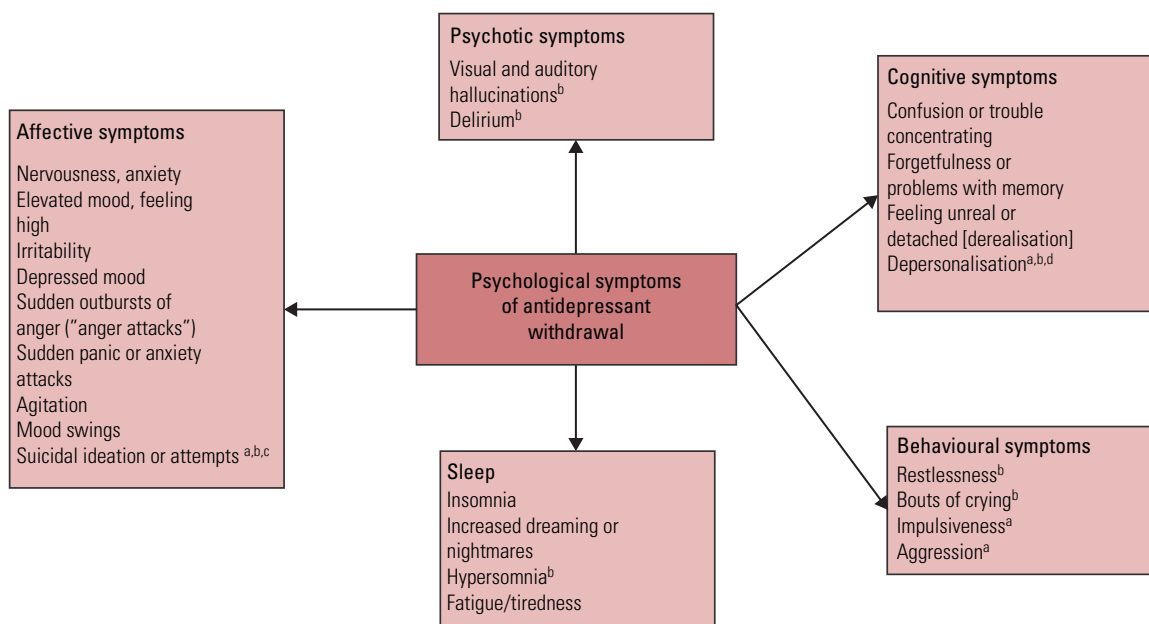 Psychotic symptoms
Visual and auditory
hallucinationsᵇ
Deliriumᵇ
Cognitive symptoms
Confusion or trouble
concentrating
Forgetfulness or
problems with memory
Feeling unreal or
detached [derealisation]
Depersonalisationᵃ,ᵇ,ᵈ
Affective symptoms
Nervousness, anxiety
Elevated mood, feeling
high
Irritability
Depressed mood
Sudden outbursts of
anger (”anger attacks”)
Sudden panic or anxiety
attacks
Agitation
Mood swings
Suicidal ideation or attempts ᵃ,ᵇ,ᶜ
Psychological symptoms
of antidepressant
withdrawal
Sleep
Insomnia
Increased dreaming or
nightmares
Hypersomniaᵇ
Fatigue/tiredness
Behavioural symptoms
Restlessnessᵇ
Bouts of cryingᵇ
Impulsivenessᵃ
Aggressionᵃ